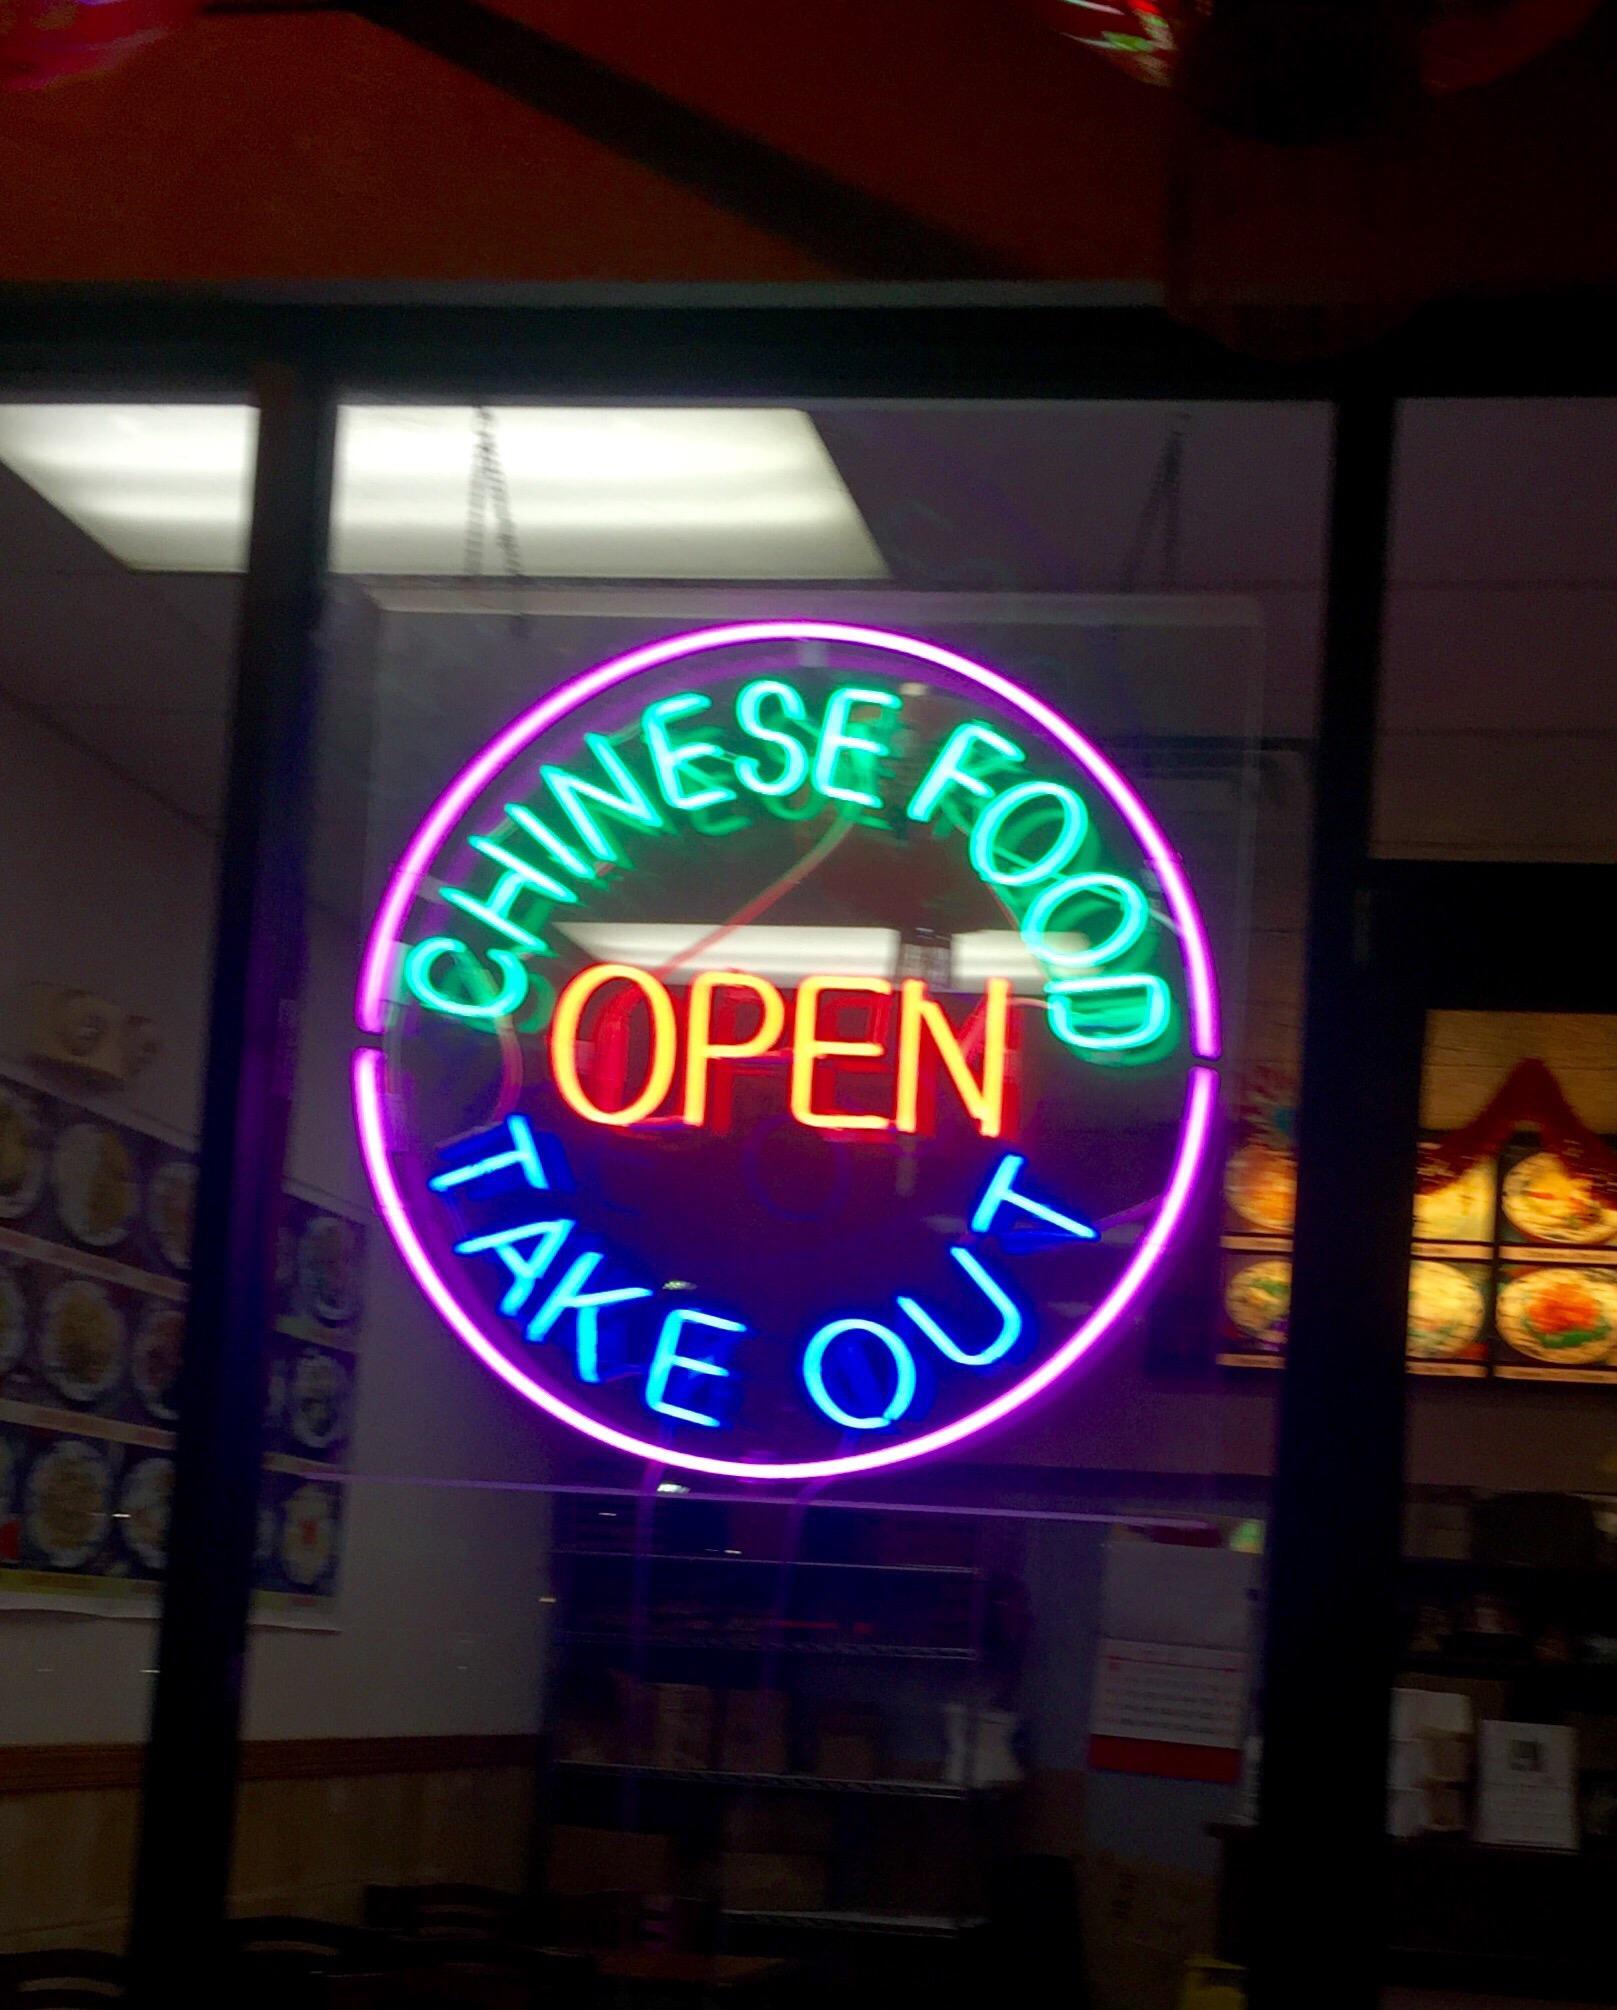 CHINESE FOOD
OPEN
TAKE OUT